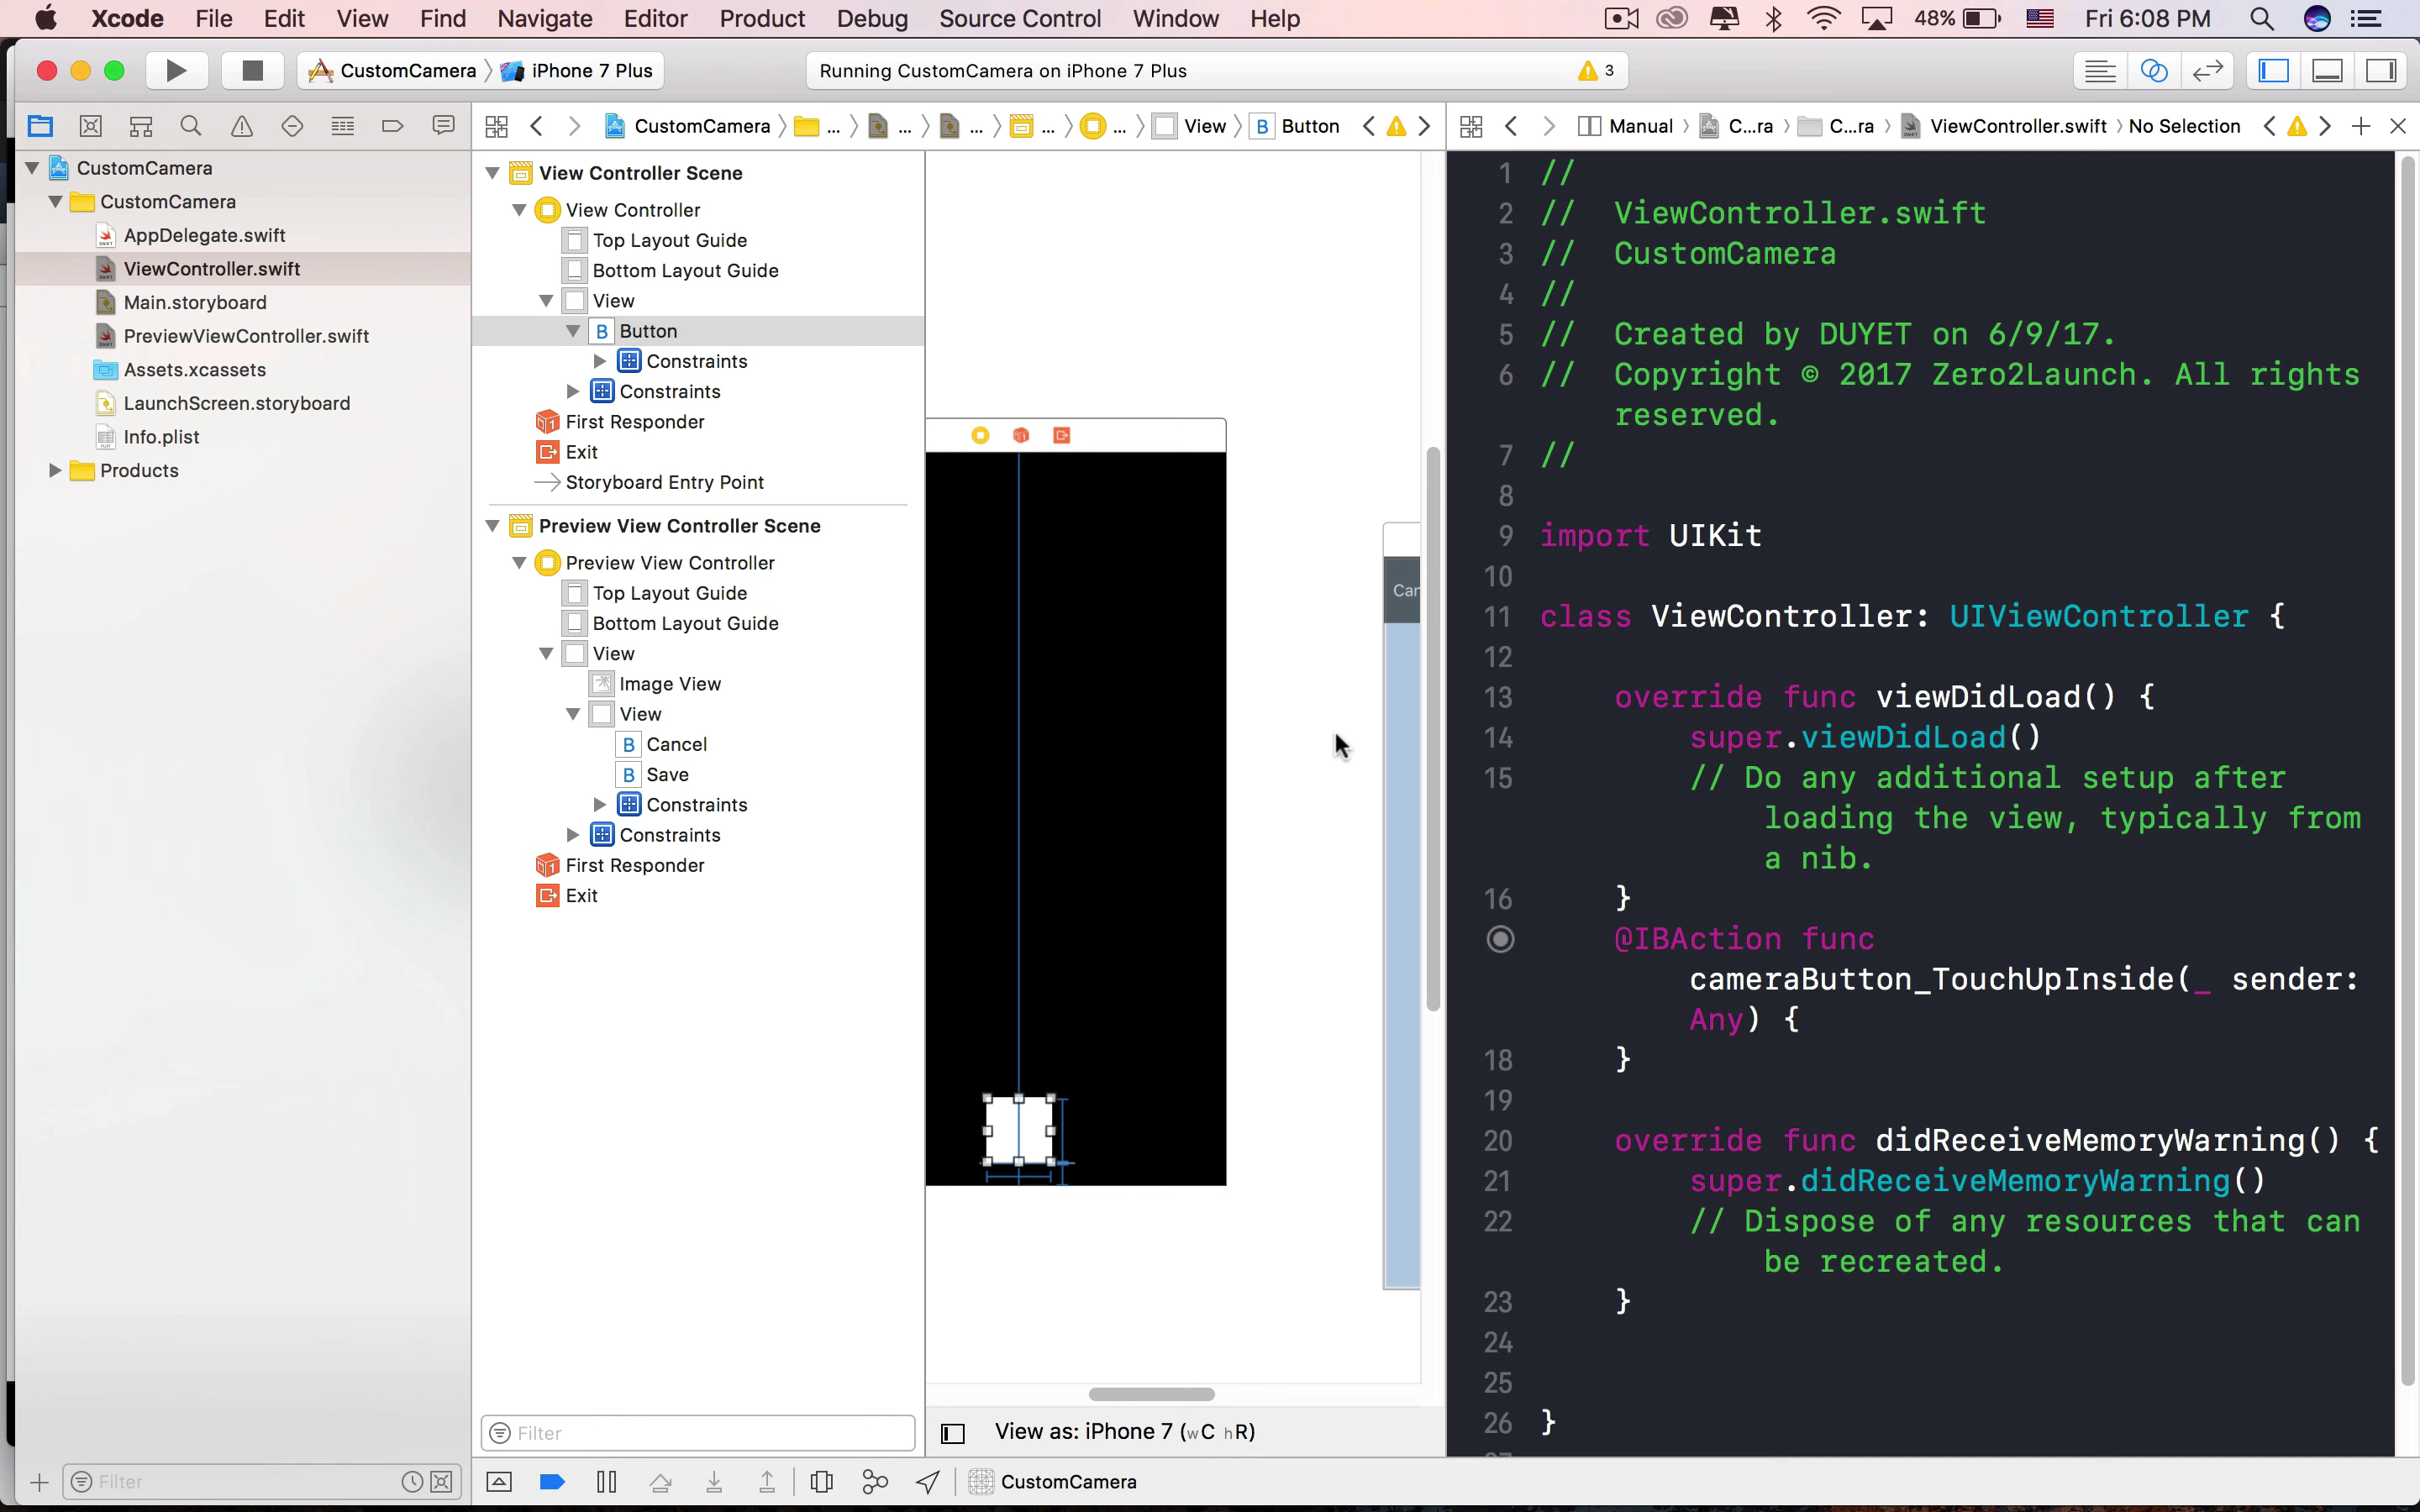 Xcode File Edit View Find Navigate Editor Product Debug Source Control Window Help 48% Fri 6:08 PM
CustomCamera iPhone 7 Plus Running CustomCamera on iPhone 7 Plus 3
CustomCamera ... ... ... ... ... View B Button Manual C...ra C...ra ViewController.swift No Selection
CustomCamera
CustomCamera
AppDelegate.swift
ViewController.swift
Main.storyboard
PreviewViewController.swift
Assets.xcassets
LaunchScreen.storyboard
Info.plist
Products
Filter
View Controller Scene
View Controller
Top Layout Guide
Bottom Layout Guide
View
B Button
Constraints
Constraints
First Responder
Exit
Storyboard Entry Point
Preview View Controller Scene
Preview View Controller
Top Layout Guide
Bottom Layout Guide
View
Image View
View
B Cancel
B Save
Constraints
Constraints
First Responder
Exit
Filter
Can
View as: iPhone 7 (wC hR)
CustomCamera
1 //
2 // ViewController.swift
3 // CustomCamera
4 //
5 // Created by DUYET on 6/9/17.
6 // Copyright © 2017 Zero2Launch. All rights
reserved.
7 //
8
9 import UIKit
10
11 class ViewController: UIViewController {
12
13 override func viewDidLoad() {
14 super.viewDidLoad()
15 // Do any additional setup after
loading the view, typically from
a nib.
16 }
@IBAction func
cameraButton_TouchUpInside(_ sender:
Any) {
18 }
19
20 override func didReceiveMemoryWarning() {
21 super.didReceiveMemoryWarning()
22 // Dispose of any resources that can
be recreated.
23 }
24
25
26 }